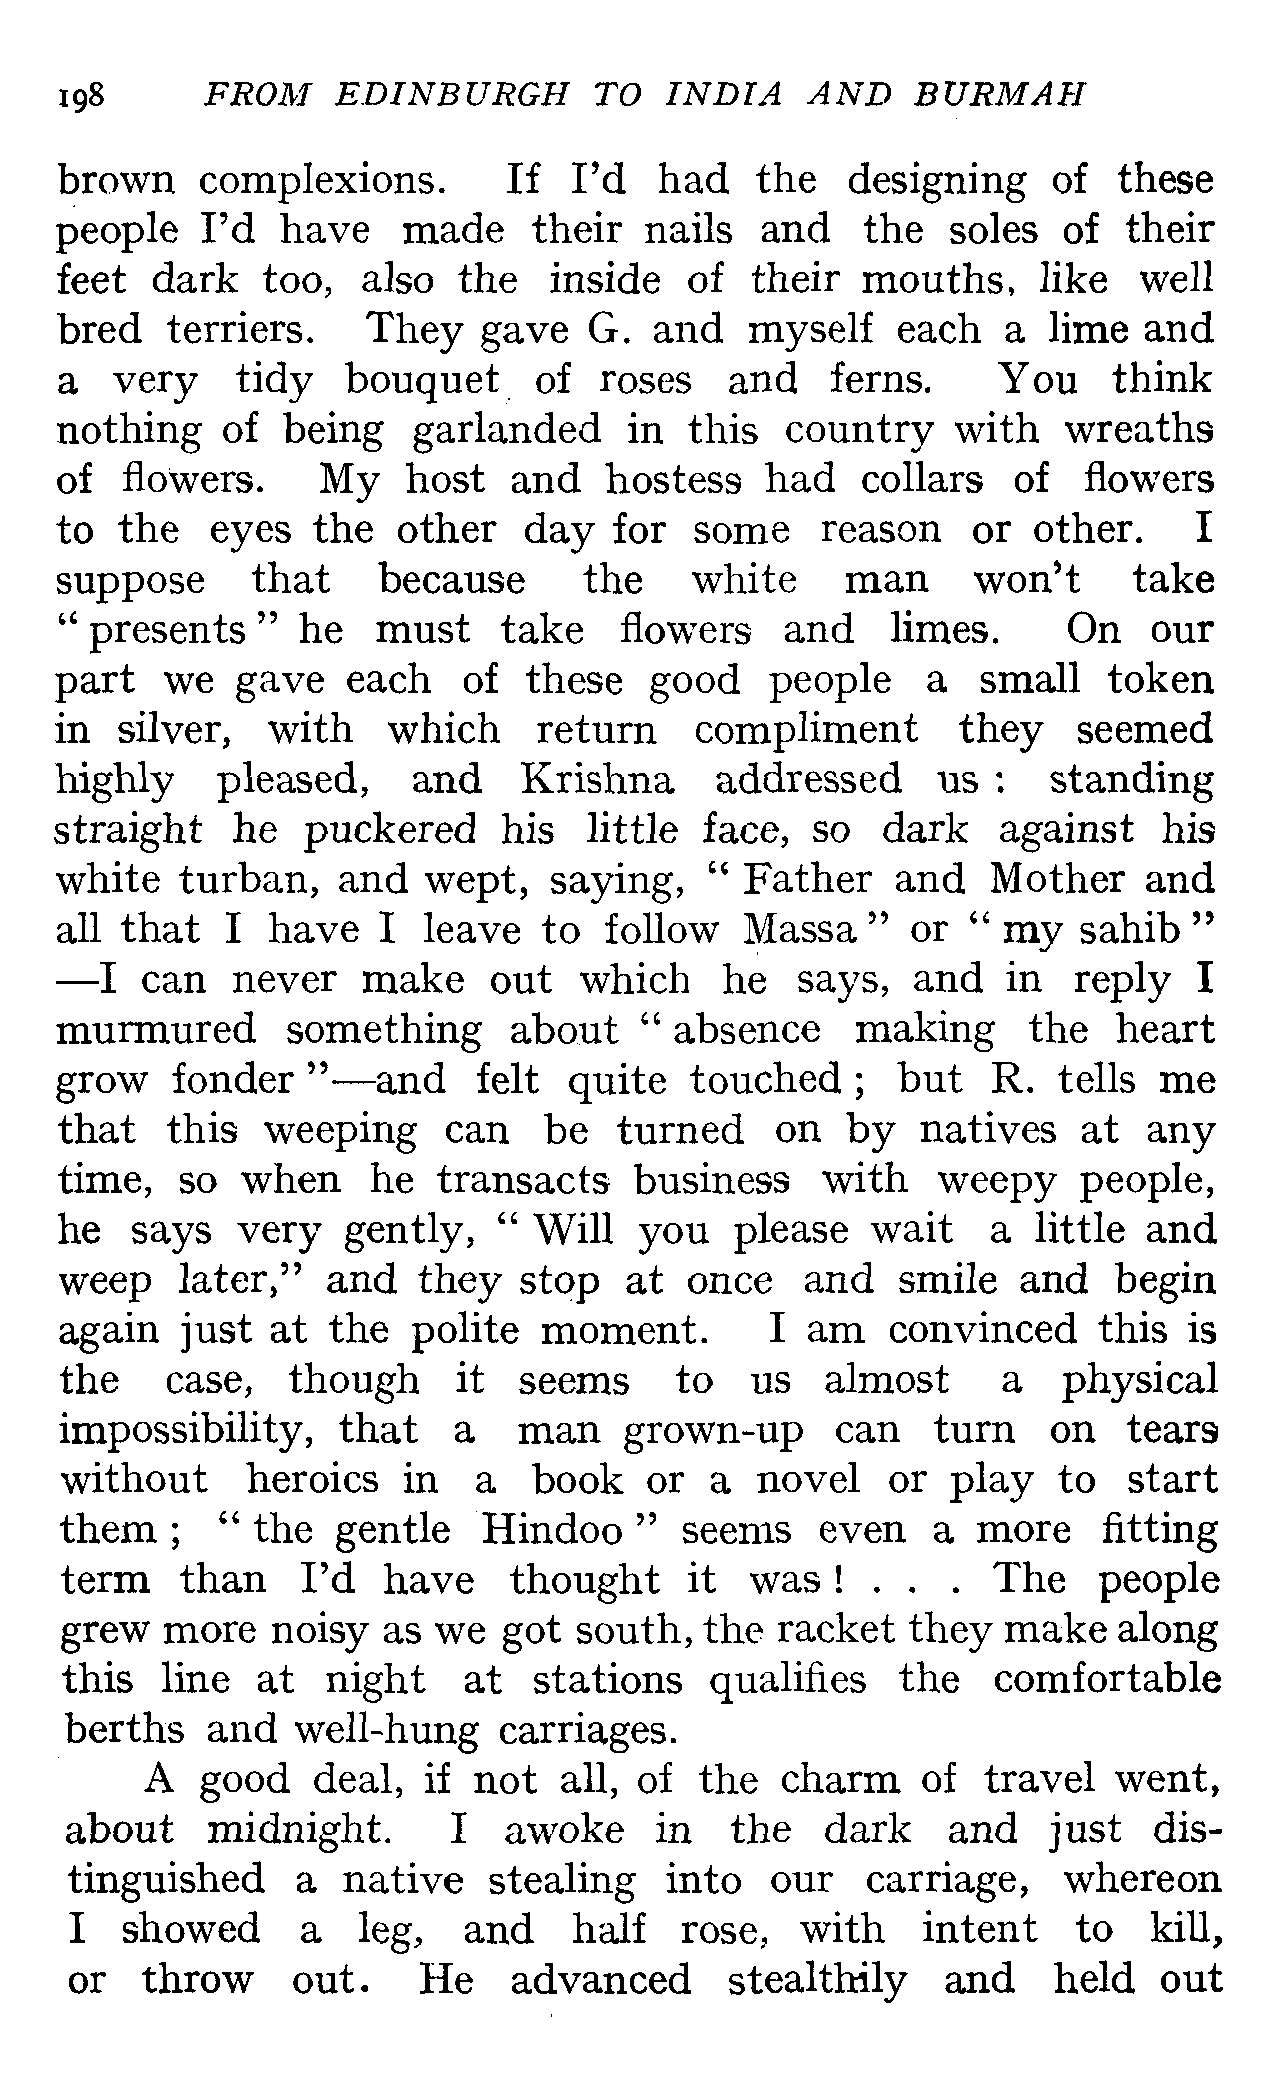 198 FROM EDINBURGH TO INDIA AND BURMAH
brown complexions. If I'd had the designing of these
people I'd have made their nails and the soles of their
feet dark too, also the inside of their mouths, like well
bred terriers. They gave G. and myself each a lime and
a very tidy bouquet of roses and ferns. You think
nothing of being garlanded in this country with wreaths
of flowers. My host and hostess had collars of flowers
to the eyes the other day for some reason or other. I
suppose that because the white man won't take
" presents " he must take flowers and limes. On our
part we gave each of these good people a small token
in silver, with which return compliment they seemed
highly pleased, and Krishna addressed us : standing
straight he puckered his little face, so dark against his
white turban, and wept, saying, " Father and Mother and
all that I have I leave to follow Massa " or " my sahib "
—I can never make out which he says, and in reply I
murmured something about " absence making the heart
grow fonder "—and felt quite touched ; but R. tells me
that this weeping can be turned on by natives at any
time, so when he transacts business with weepy people,
he says very gently, " Will you please wait a little and
weep later," and they stop at once and smile and begin
again just at the polite moment. I am convinced this is
the case, though it seems to us almost a physical
impossibility, that a man grown-up can turn on tears
without heroics in a book or a novel or play to start
them ; " the gentle Hindoo " seems even a more fitting
term than I'd have thought it was ! . . . The people
grew more noisy as we got south, the racket they make along
this line at night at stations qualifies the comfortable
berths and well-hung carriages.
A good deal, if not all, of the charm of travel went,
about midnight. I awoke in the dark and just dis-
tinguished a native stealing into our carriage, whereon
I showed a leg, and half rose, with intent to kill,
or throw out. He advanced stealthily and held out